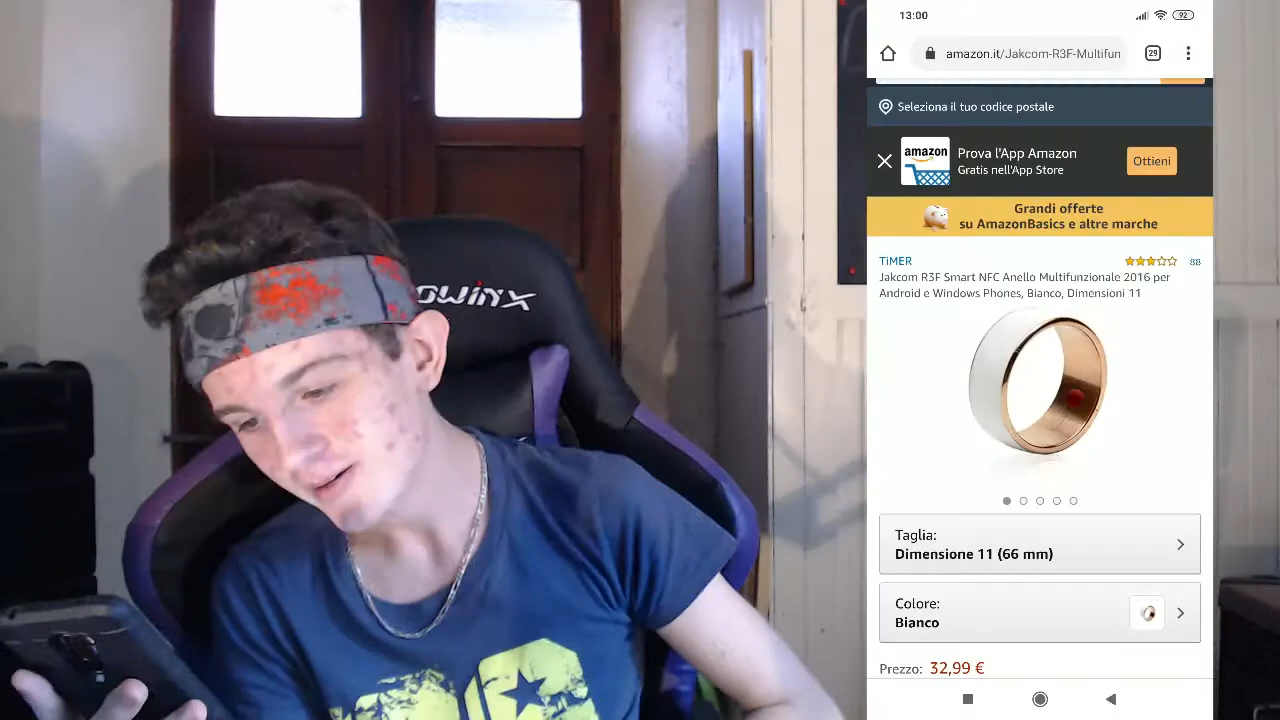 OWINX
13:00
92
amazon.it/Jakcom-R3F-Multifun
29
Seleziona il tuo codice postale
amazon
Prova l'App Amazon
Gratis nell'App Store
Ottieni
Grandi offerte
su AmazonBasics e altre marche
TiMER
88
Jakcom R3F Smart NFC Anello Multifunzionale 2016 per
Android e Windows Phones, Bianco, Dimensioni 11
Taglia:
Dimensione 11 (66 mm)
Colore:
Bianco
Prezzo: 32,99 €